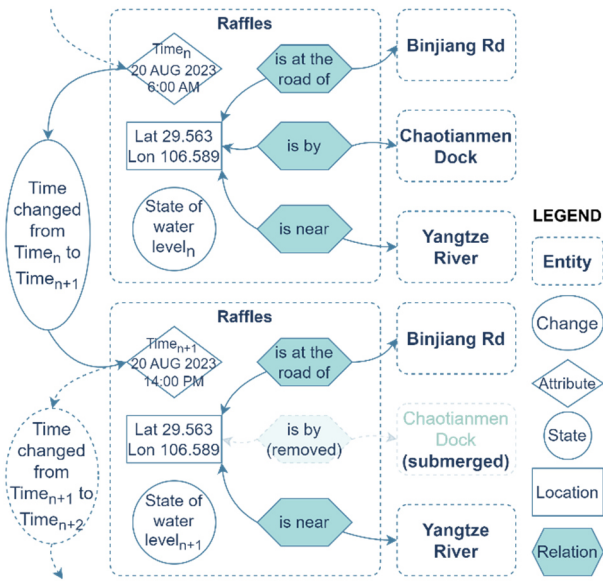 Raffles
Time_n
20 AUG 2023
6:00 AM
is at the
road of
Binjiang Rd
Lat 29.563
Lon 106.589
is by
Chaotianmen
Dock
Time
changed
from
Time_n to
Time_n+1
State of
water
level_n
is near
Yangtze
River
Raffles
Time_n+1
20 AUG 2023
14:00 PM
is at the
road of
Binjiang Rd
Lat 29.563
Lon 106.589
is by
(removed)
Chaotianmen
Dock
(submerged)
Time
changed
from
Time_n+1 to
Time_n+2
State of
water
level_n+1
is near
Yangtze
River
LEGEND
Entity
Change
Attribute
State
Location
Relation